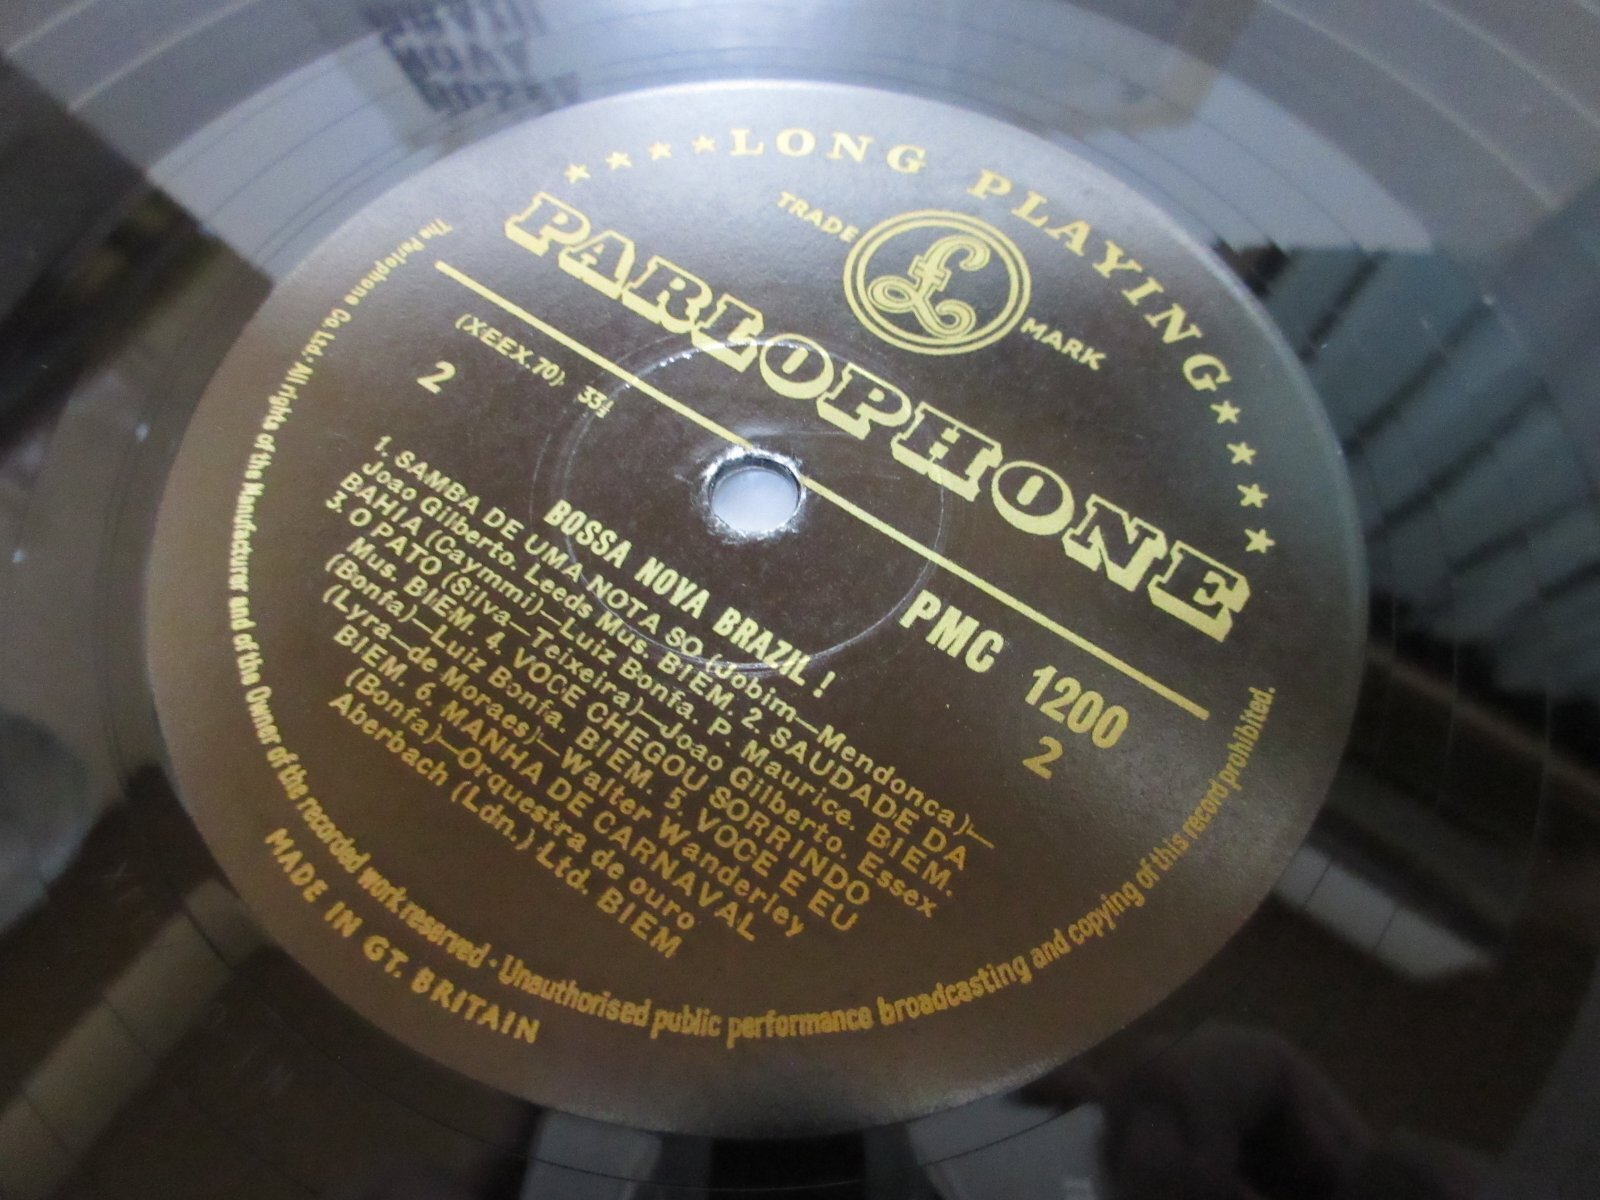 ★★★★ LONG PLAYING ★★★★
TRADE £ MARK
PARLOPHONE
(XEEX.70). 33⅓
2
PMC 1200
2
BOSSA NOVA BRAZIL !
1. SAMBA DE UMA NOTA SO (Jobim—Mendonca)—
Joao Gilberto. Leeds Mus. BIEM. 2. SAUDADE DA
BAHIA (Caymmi)—Luiz Bonfa. P. Maurice. BIEM.
3. O PATO (Silva—Teixeira)—Joao Gilberto. Essex
Mus. BIEM. 4. VOCE CHEGOU SORRINDO
(Bonfa)—Luiz Bonfa. BIEM. 5. VOCE E EU
(Lyra—de Moraes)—Walter Wanderley
BIEM. 6. MANHA DE CARNAVAL
(Bonfa)—Orquestra de ouro
Aberbach (Ldn.) Ltd. BIEM
The Parlophone Co. Ltd. All rights of the Manufacturer and of the Owner of the recorded work reserved · Unauthorised public performance broadcasting and copying of this record prohibited.
MADE IN GT. BRITAIN